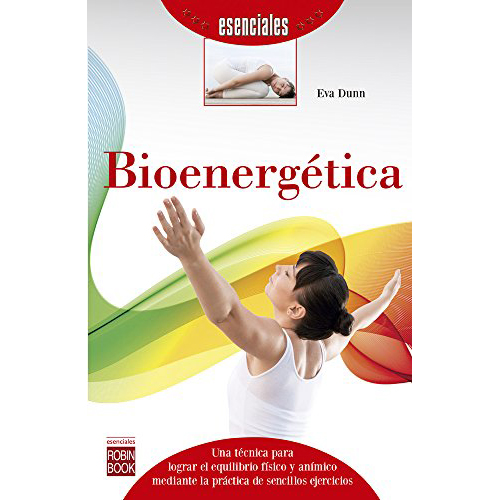 esenciales
Eva Dunn
Bioenergética
esenciales
ROBIN
BOOK
Una técnica para
lograr el equilibrio físico y anímico
mediante la práctica de sencillos ejercicios